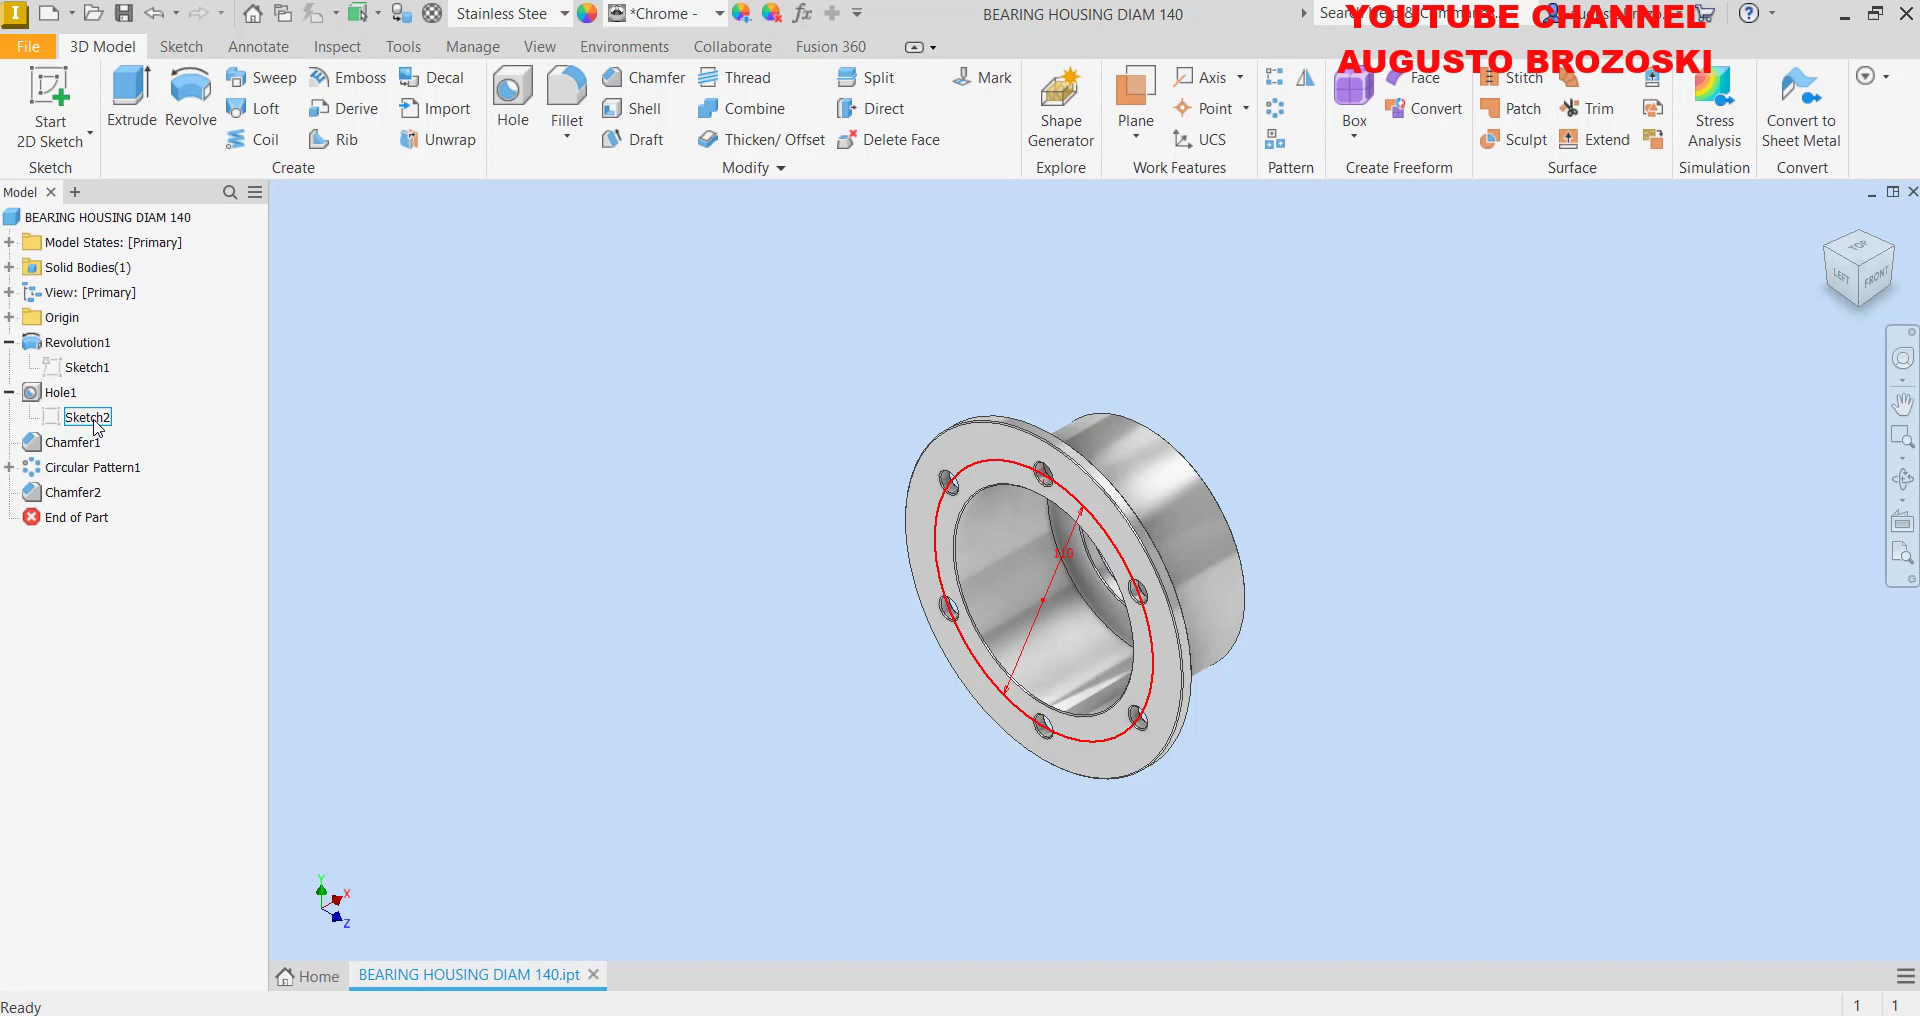 Stainless Stee
*Chrome -
BEARING HOUSING DIAM 140
YOUTUBE CHANNEL
File
3D Model
Sketch
Annotate
Inspect
Tools
Manage
View
Environments
Collaborate
Fusion 360
AUGUSTO BROZOSKI
Start
2D Sketch
Sketch
Extrude
Revolve
Sweep
Emboss
Decal
Loft
Derive
Import
Coil
Rib
Unwrap
Create
Hole
Fillet
Chamfer
Thread
Split
Shell
Combine
Direct
Draft
Thicken/ Offset
Delete Face
Modify
Mark
Shape
Generator
Explore
Plane
Axis
Point
UCS
Work Features
Pattern
Box
Face
Convert
Create Freeform
Stitch
Patch
Trim
Sculpt
Extend
Surface
Stress
Analysis
Simulation
Convert to
Sheet Metal
Convert
Model
BEARING HOUSING DIAM 140
Model States: [Primary]
Solid Bodies(1)
View: [Primary]
Origin
Revolution1
Sketch1
Hole1
Sketch2
Chamfer1
Circular Pattern1
Chamfer2
End of Part
110
TOP
LEFT
FRONT
Y
X
Z
Home
BEARING HOUSING DIAM 140.ipt
Ready
1
1